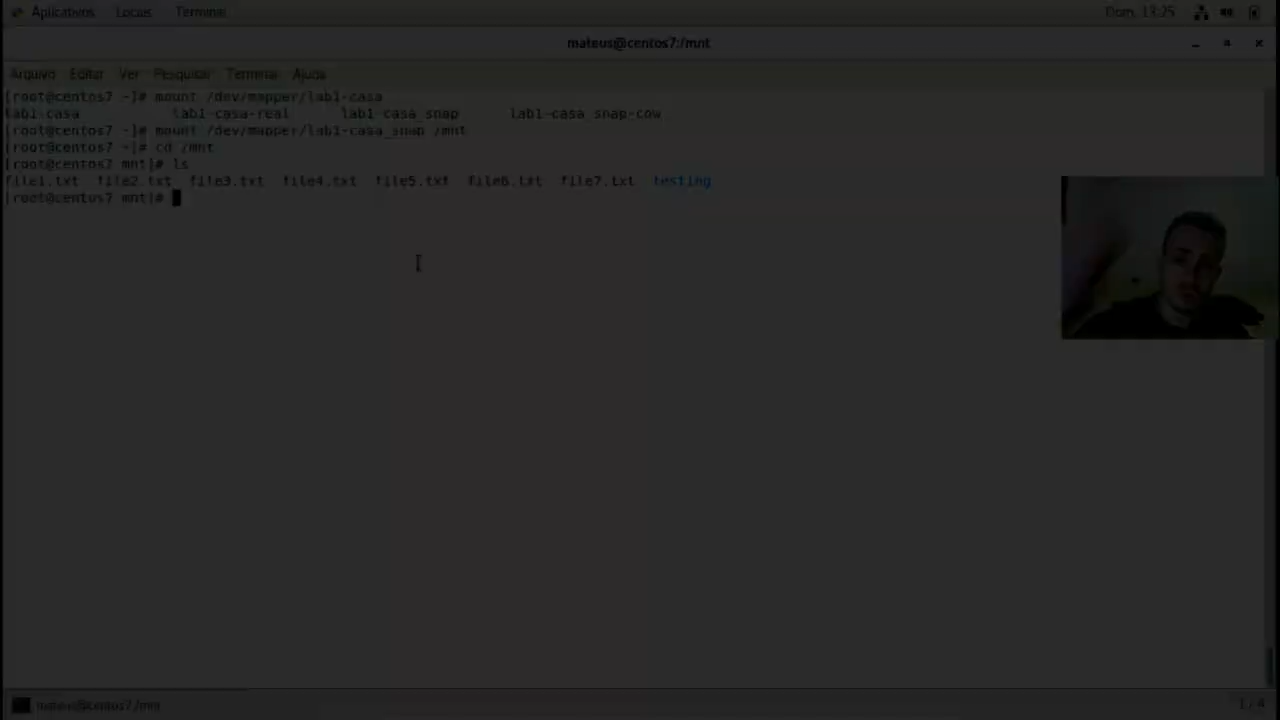 Aplicativos Locais Terminal Dom, 13:25
mateus@centos7:/mnt
Arquivo Editar Ver Pesquisar Terminal Ajuda
[root@centos7 ~]# mount /dev/mapper/lab1-casa
lab1-casa lab1-casa-real lab1-casa_snap lab1-casa_snap-cow
[root@centos7 ~]# mount /dev/mapper/lab1-casa_snap /mnt
[root@centos7 ~]# cd /mnt
[root@centos7 mnt]# ls
file1.txt file2.txt file3.txt file4.txt file5.txt file6.txt file7.txt testing
[root@centos7 mnt]#
mateus@centos7:/mnt 1 / 4